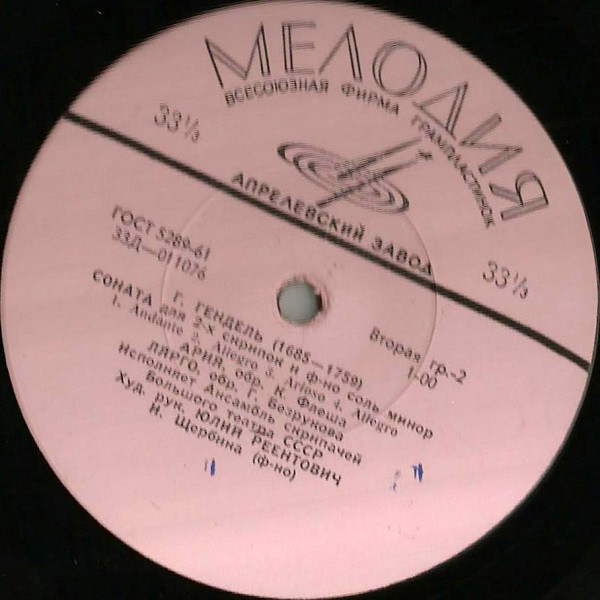 МЕЛОДИЯ
ВСЕСОЮЗНАЯ ФИРМА ГРАМПЛАСТИНОК
33⅓
АПРЕЛЕВСКИЙ ЗАВОД
33⅓
ГОСТ 5289-61
33Д—011076
Вторая, гр.-2
1-00
Г. ГЕНДЕЛЬ (1685—1759)
СОНАТА для 2-х скрипок и ф-но соль минор
1. Andante 2. Allegro 3. Arioso 4. Allegro
АРИЯ, обр. К. Флеша
ЛАРГО, обр. Г. Безрукова
Исполняет Ансамбль скрипачей
Большого театра СССР
Худ. рук. ЮЛИЙ РЕЕНТОВИЧ
И. Щербина (ф-но)